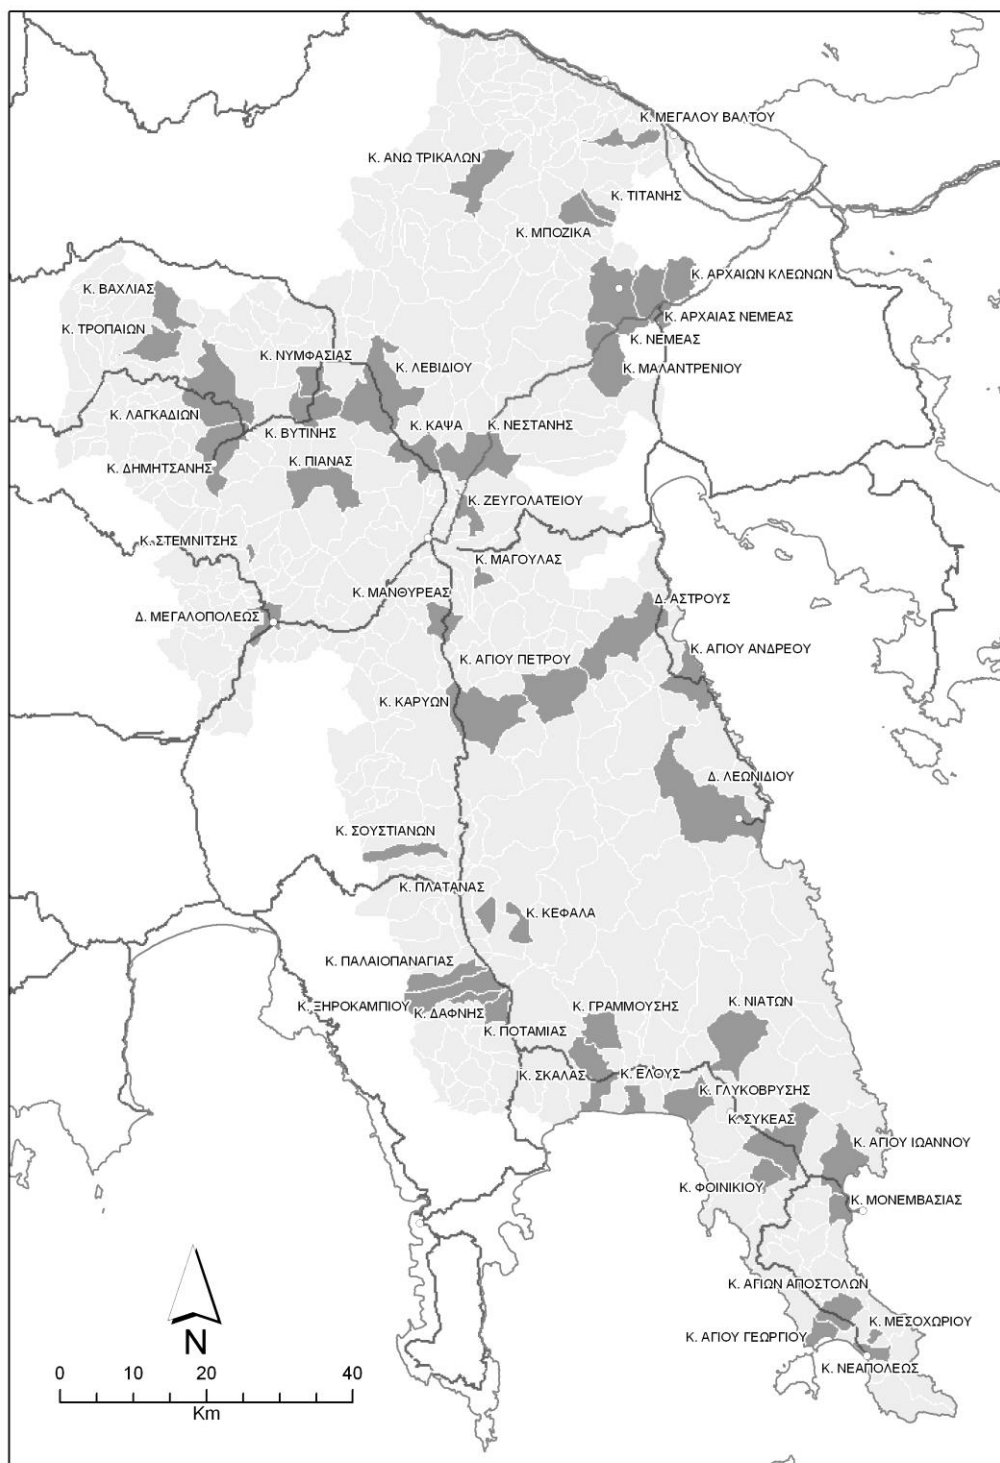 Κ. ΜΕΓΑΛΟΥ ΒΑΛΤΟΥ
Κ. ΑΝΩ ΤΡΙΚΑΛΩΝ
Κ. ΤΙΤΑΝΗΣ
Κ. ΜΠΟΖΙΚΑ
Κ. ΑΡΧΑΙΩΝ ΚΛΕΩΝΩΝ
Κ. ΒΑΧΛΙΑΣ
Κ. ΑΡΧΑΙΑΣ ΝΕΜΕΑΣ
Κ. ΤΡΟΠΑΙΩΝ
Κ. ΝΕΜΕΑΣ
Κ. ΝΥΜΦΑΣΙΑΣ
Κ. ΛΕΒΙΔΙΟΥ
Κ. ΜΑΛΑΝΤΡΕΝΙΟΥ
Κ. ΛΑΓΚΑΔΙΩΝ
Κ. ΒΥΤΙΝΗΣ
Κ. ΚΑΨΑ
Κ. ΝΕΣΤΑΝΗΣ
Κ. ΔΗΜΗΤΣΑΝΗΣ
Κ. ΠΙΑΝΑΣ
Κ. ΖΕΥΓΟΛΑΤΕΙΟΥ
Κ. ΣΤΕΜΝΙΤΣΗΣ
Κ. ΜΑΓΟΥΛΑΣ
Κ. ΜΑΝΘΥΡΕΑΣ
Δ. ΑΣΤΡΟΥΣ
Δ. ΜΕΓΑΛΟΠΟΛΕΩΣ
Κ. ΑΓΙΟΥ ΑΝΔΡΕΟΥ
Κ. ΑΓΙΟΥ ΠΕΤΡΟΥ
Κ. ΚΑΡΥΩΝ
Δ. ΛΕΩΝΙΔΙΟΥ
Κ. ΣΟΥΣΤΙΑΝΩΝ
Κ. ΠΛΑΤΑΝΑΣ
Κ. ΚΕΦΑΛΑ
Κ. ΠΑΛΑΙΟΠΑΝΑΓΙΑΣ
Κ. ΞΗΡΟΚΑΜΠΙΟΥ
Κ. ΔΑΦΝΗΣ
Κ. ΓΡΑΜΜΟΥΣΗΣ
Κ. ΝΙΑΤΩΝ
Κ. ΠΟΤΑΜΙΑΣ
Κ. ΣΚΑΛΑΣ
Κ. ΕΛΟΥΣ
Κ. ΓΛΥΚΟΒΡΥΣΗΣ
Κ. ΣΥΚΕΑΣ
Κ. ΑΓΙΟΥ ΙΩΑΝΝΟΥ
Κ. ΦΟΙΝΙΚΙΟΥ
Κ. ΜΟΝΕΜΒΑΣΙΑΣ
Κ. ΑΓΙΩΝ ΑΠΟΣΤΟΛΩΝ
Κ. ΜΕΣΟΧΩΡΙΟΥ
Κ. ΑΓΙΟΥ ΓΕΩΡΓΙΟΥ
Κ. ΝΕΑΠΟΛΕΩΣ
N
0 10 20 40
Km